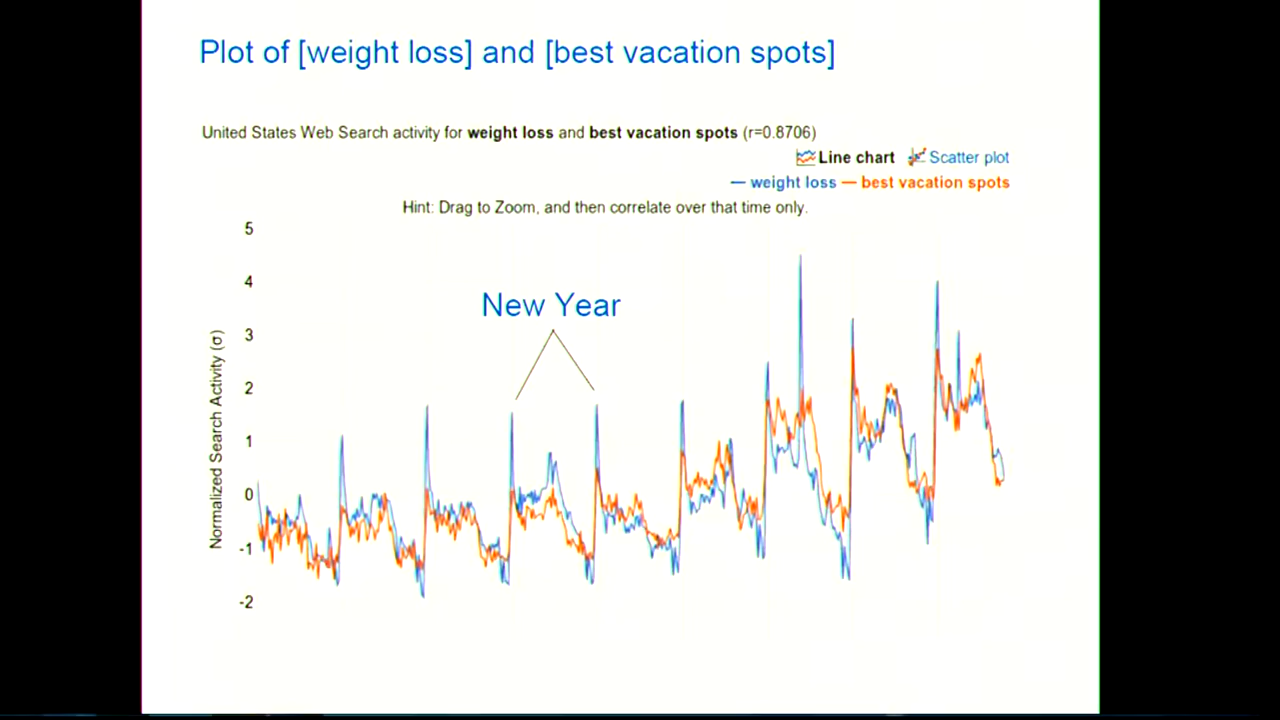 Plot of [weight loss] and [best vacation spots]
United States Web Search activity for weight loss and best vacation spots (r=0.8706)
Line chart Scatter plot
— weight loss — best vacation spots
Hint: Drag to Zoom, and then correlate over that time only.
5
4
New Year
3
2
1
0
-1
-2
Normalized Search Activity (σ)